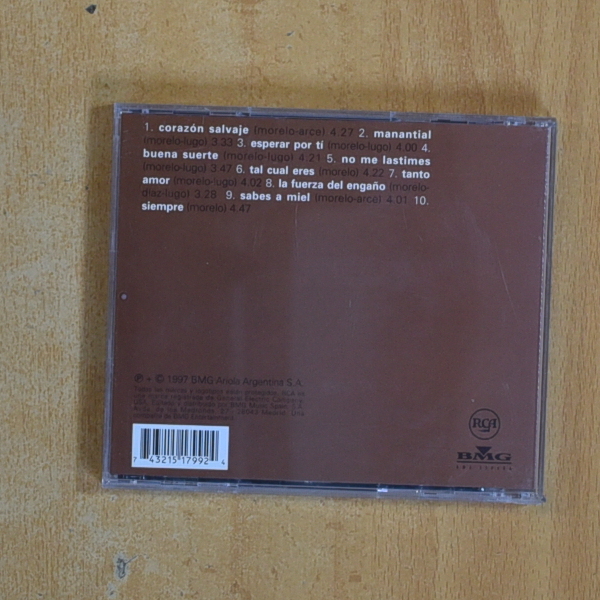 1. corazón salvaje (morelo-arce) 4.27 2. manantial
(morelo-lugo) 3.33 3. esperar por tí (morelo-lugo) 4.00 4.
buena suerte (morelo-lugo) 4.21 5. no me lastimes
(morelo-lugo) 3.47 6. tal cual eres (morelo-lugo) 4.22 7. tanto
amor (morelo-lugo) 4.02 8. la fuerza del engaño (morelo-
diaz-lugo) 3.28 9. sabes a miel (morelo-arce) 4.01 10.
siempre (morelo) 4.47
℗ + © 1997 BMG-Ariola Argentina S.A.
RCA
BMG
7 43215 17992 4